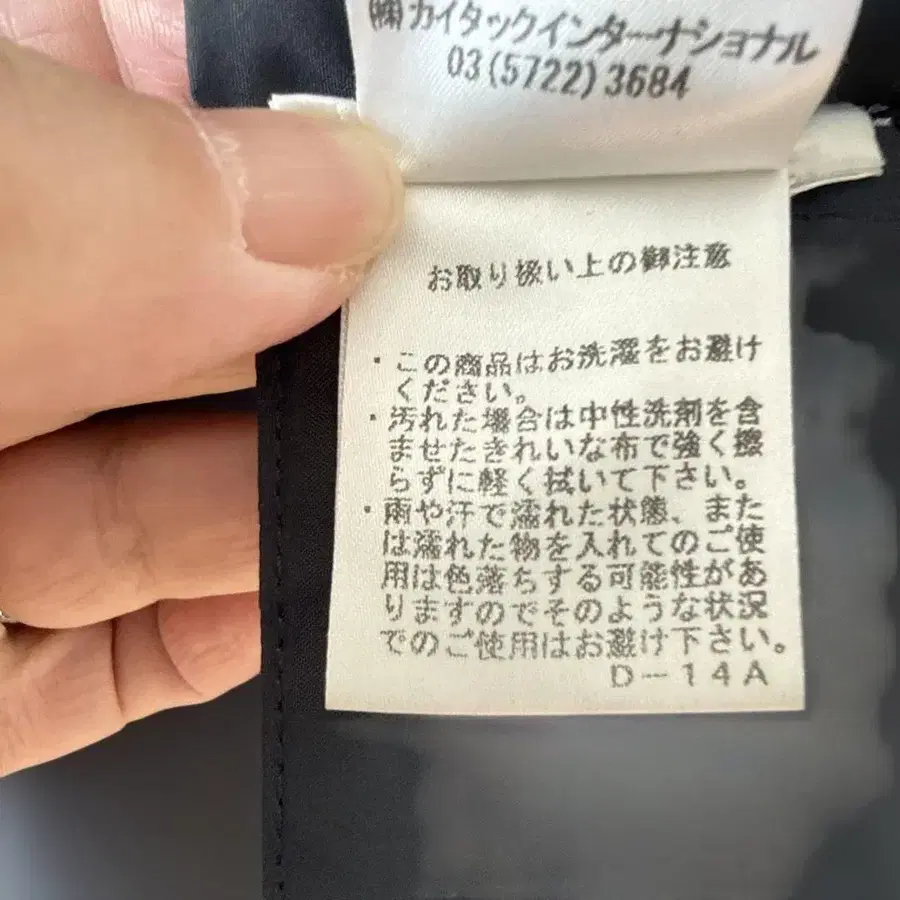 ㈱カイタックインターナショナル
03(5722)3684
お取り扱い上の御注意
・この商品はお洗濯をお避け
ください。
・汚れた場合は中性洗剤を含
ませたきれいな布で強く擦
らずに軽く拭いて下さい。
・雨や汗で濡れた状態、また
は濡れた物を入れてのご使
用は色落ちする可能性があ
りますのでそのような状況
でのご使用はお避け下さい。
D-14A